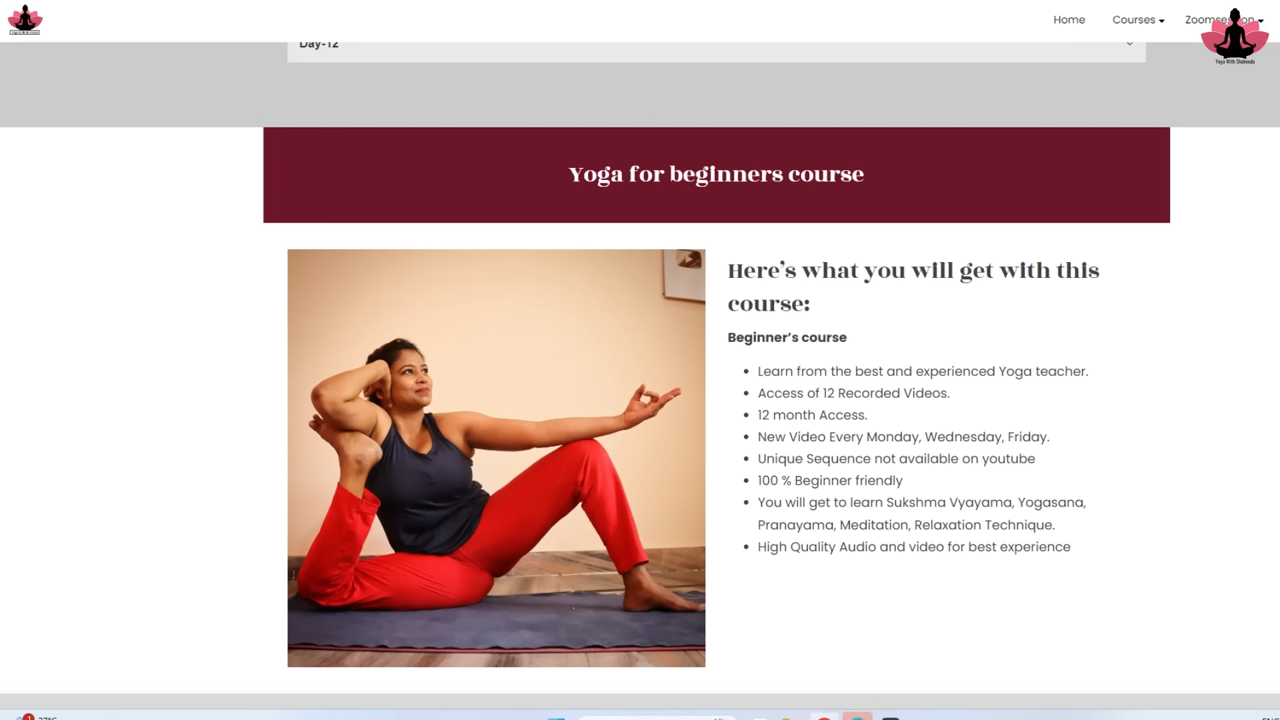 Home
Courses
Day-12
Yoga With Shaheeda
Yoga for beginners course
Here's what you will get with this
course:
Beginner's course
Learn from the best and experienced Yoga teacher.
Access of 12 Recorded Videos.
12 month Access.
New Video Every Monday, Wednesday, Friday.
Unique Sequence not available on youtube
100 % Beginner friendly
You will get to learn Sukshma Vyayama, Yogasana,
Pranayama, Meditation, Relaxation Technique.
High Quality Audio and video for best experience